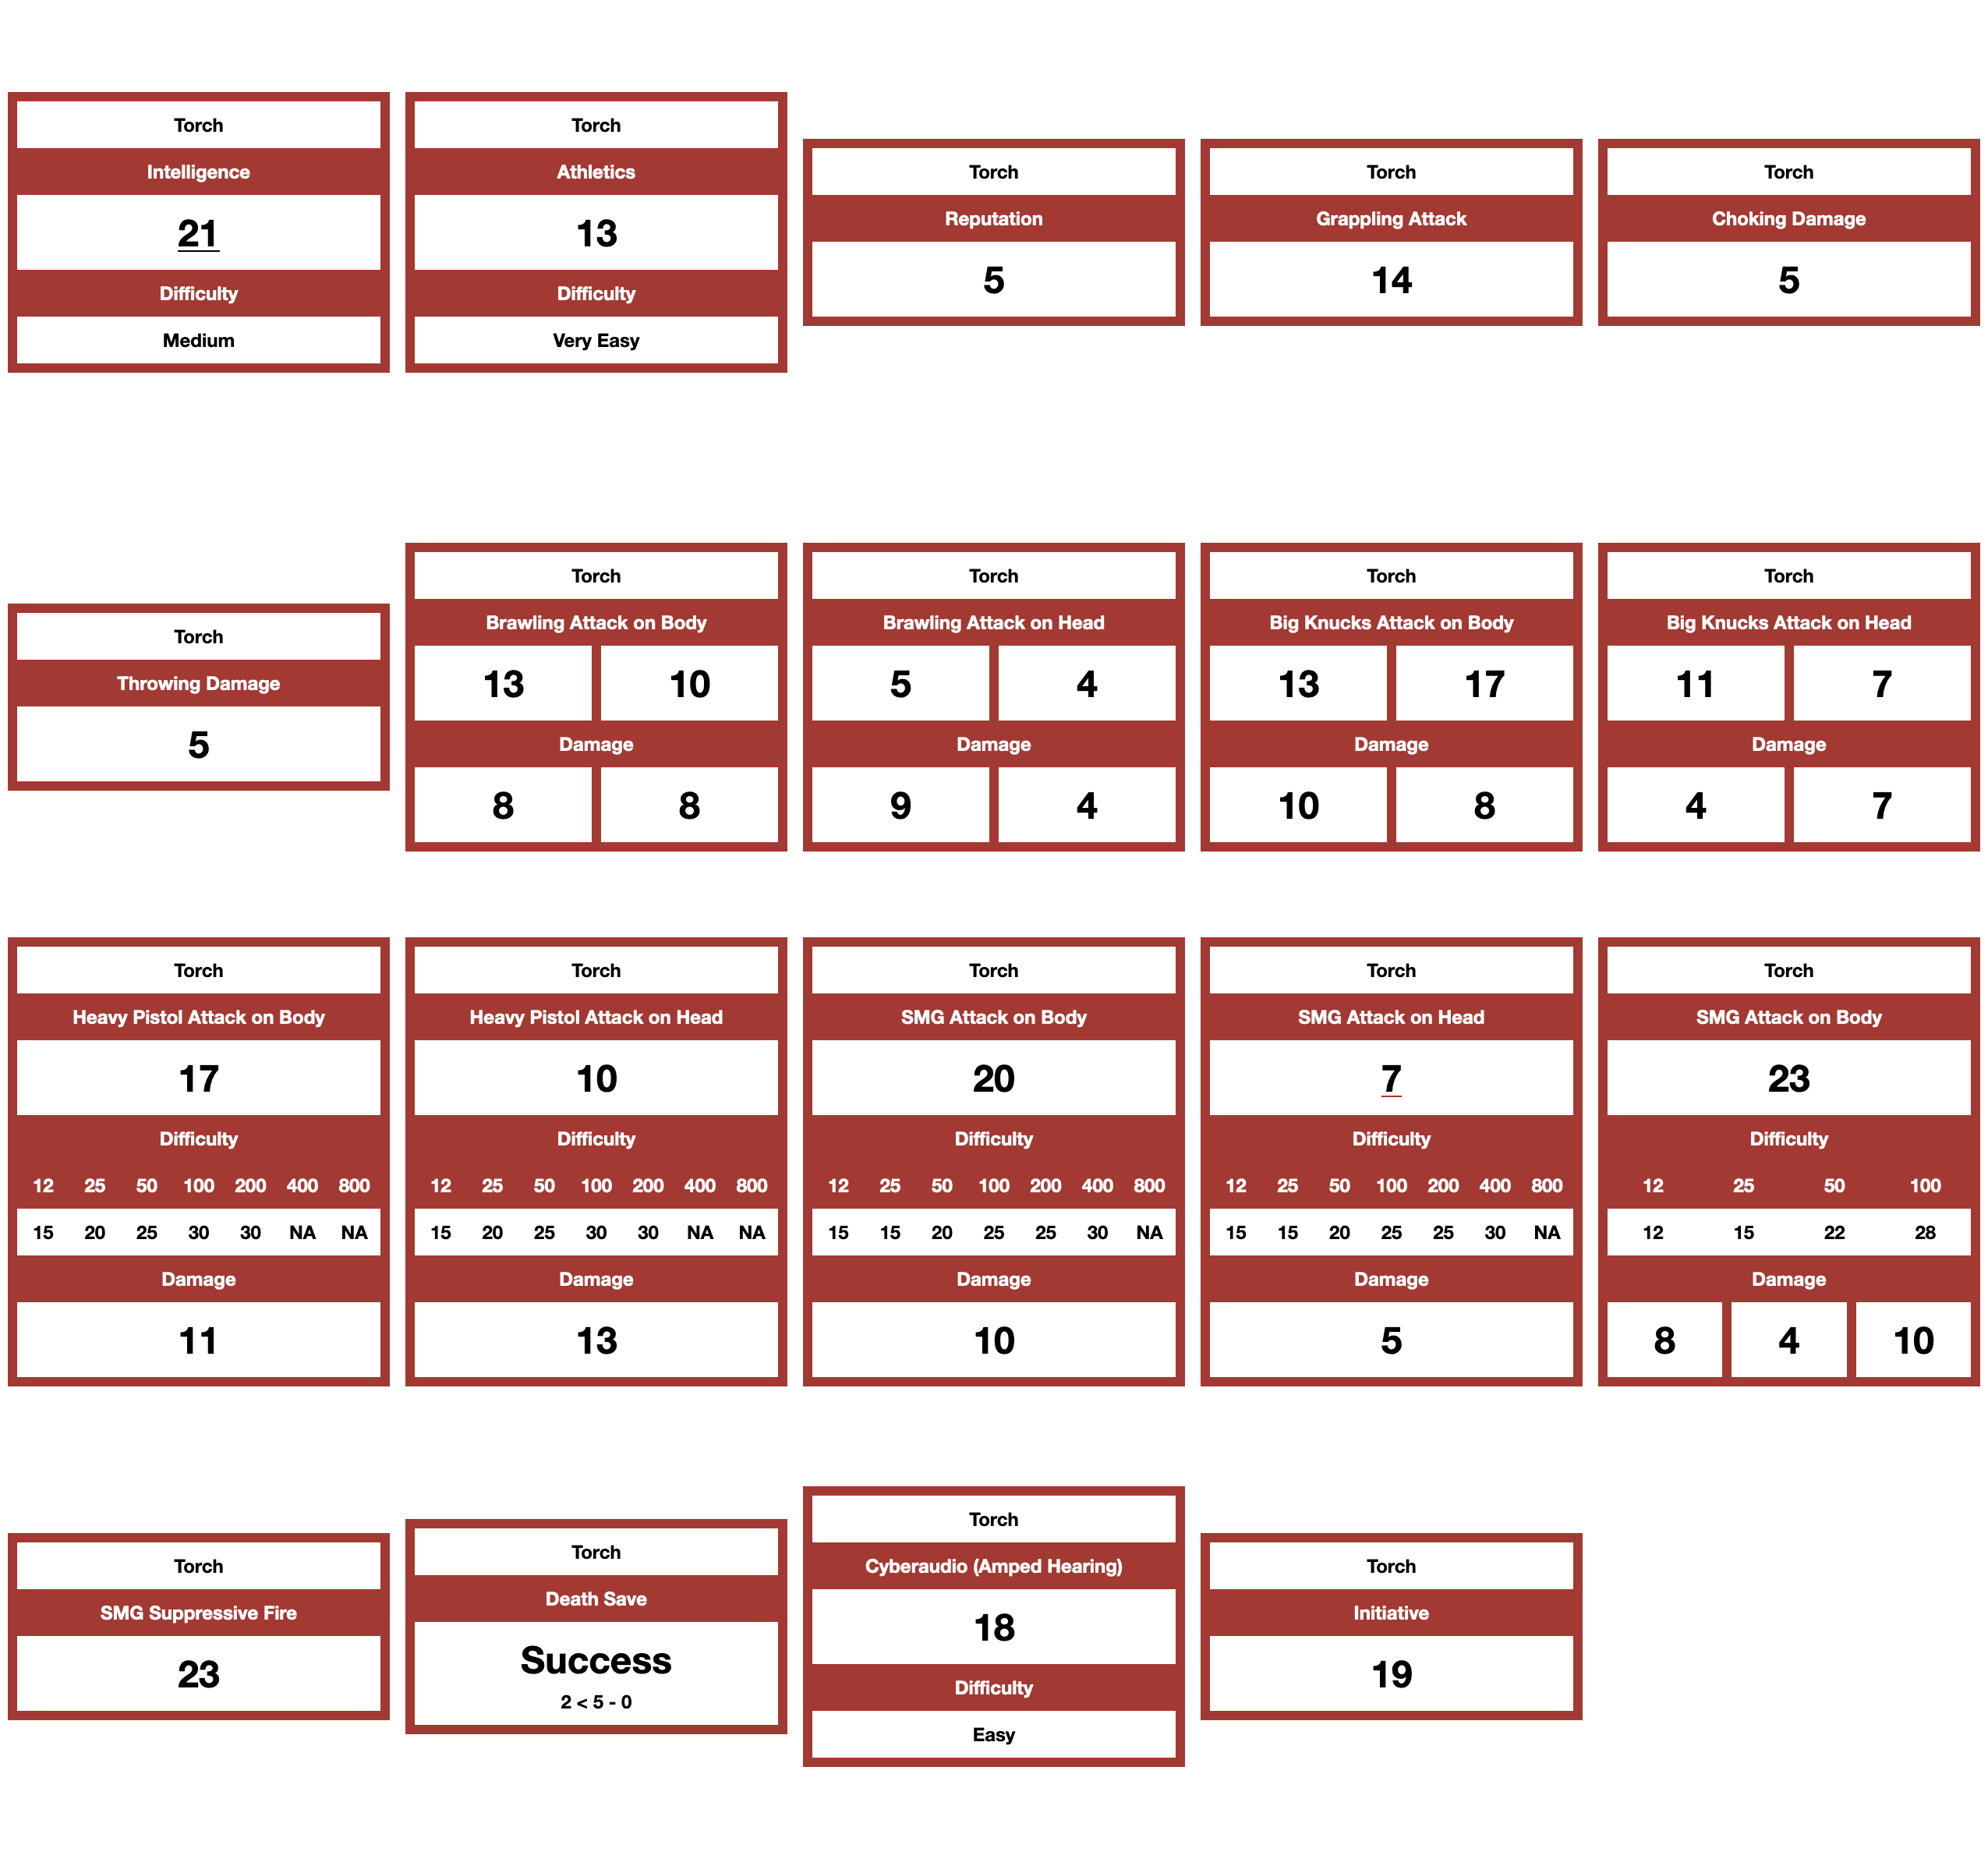 Torch
Intelligence
21
Difficulty
Medium
Torch
Athletics
13
Difficulty
Very Easy
Torch
Reputation
5
Torch
Grappling Attack
14
Torch
Choking Damage
5
Torch
Throwing Damage
5
Torch
Brawling Attack on Body
13 10
Damage
8 8
Torch
Brawling Attack on Head
5 4
Damage
9 4
Torch
Big Knucks Attack on Body
13 17
Damage
10 8
Torch
Big Knucks Attack on Head
11 7
Damage
4 7
Torch
Heavy Pistol Attack on Body
17
Difficulty
12 25 50 100 200 400 800
15 20 25 30 30 NA NA
Damage
11
Torch
Heavy Pistol Attack on Head
10
Difficulty
12 25 50 100 200 400 800
15 20 25 30 30 NA NA
Damage
13
Torch
SMG Attack on Body
20
Difficulty
12 25 50 100 200 400 800
15 15 20 25 25 30 NA
Damage
10
Torch
SMG Attack on Head
7
Difficulty
12 25 50 100 200 400 800
15 15 20 25 25 30 NA
Damage
5
Torch
SMG Attack on Body
23
Difficulty
12 25 50 100
12 15 22 28
Damage
8 4 10
Torch
SMG Suppressive Fire
23
Torch
Death Save
Success
2 < 5 - 0
Torch
Cyberaudio (Amped Hearing)
18
Difficulty
Easy
Torch
Initiative
19